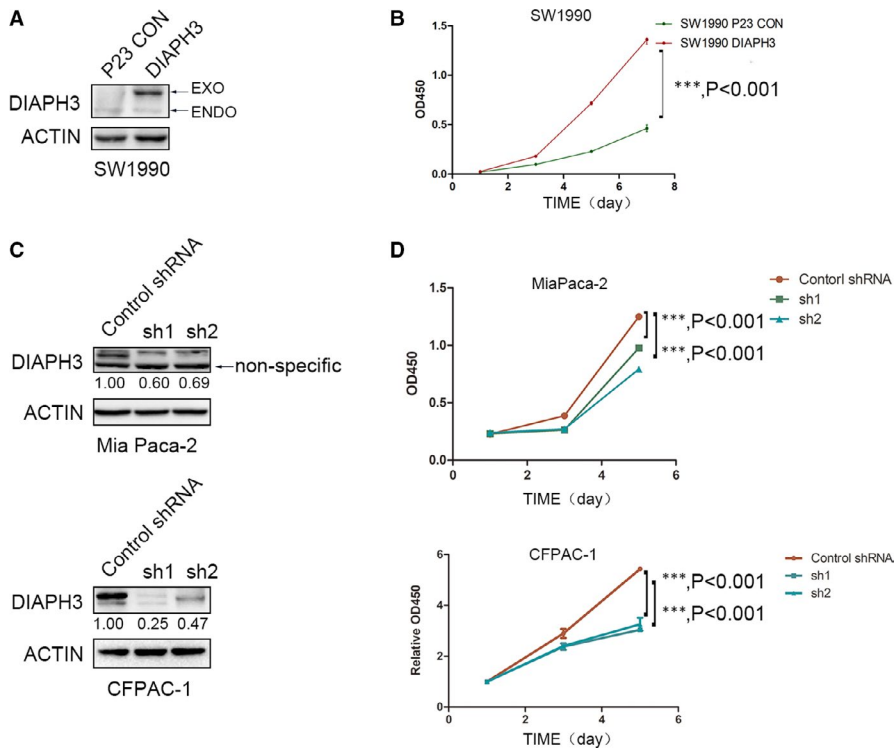 A
P23 CON
DIAPH3
DIAPH3
EXO
ENDO
ACTIN
SW1990
B
SW1990
SW1990 P23 CON
SW1990 DIAPH3
***,P<0.001
OD450
1.5
1.0
0.5
0.0
0 2 4 6 8
TIME（day）
C
Control shRNA
sh1 sh2
DIAPH3
non-specific
1.00 0.60 0.69
ACTIN
Mia Paca-2
Control shRNA
sh1 sh2
DIAPH3
1.00 0.25 0.47
ACTIN
CFPAC-1
D
MiaPaca-2
Contorl shRNA
sh1
sh2
***,P<0.001
***,P<0.001
OD450
1.5
1.0
0.5
0.0
0 2 4 6
TIME（day）
CFPAC-1
Control shRNA
sh1
sh2
***,P<0.001
***,P<0.001
Relative OD450
6
4
2
0
0 2 4 6
TIME（day）